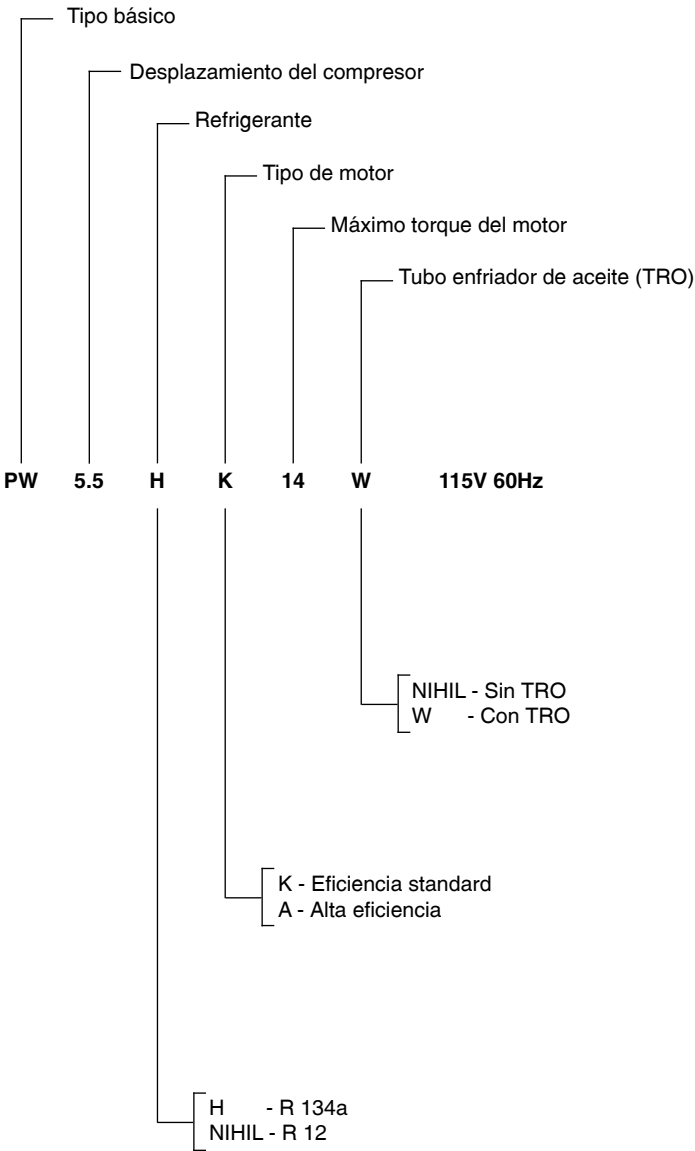 Tipo básico
Desplazamiento del compresor
Refrigerante
Tipo de motor
Máximo torque del motor
Tubo enfriador de aceite (TRO)
PW 5.5 H K 14 W 115V 60Hz
NIHIL - Sin TRO
W - Con TRO
K - Eficiencia standard
A - Alta eficiencia
H - R 134a
NIHIL - R 12